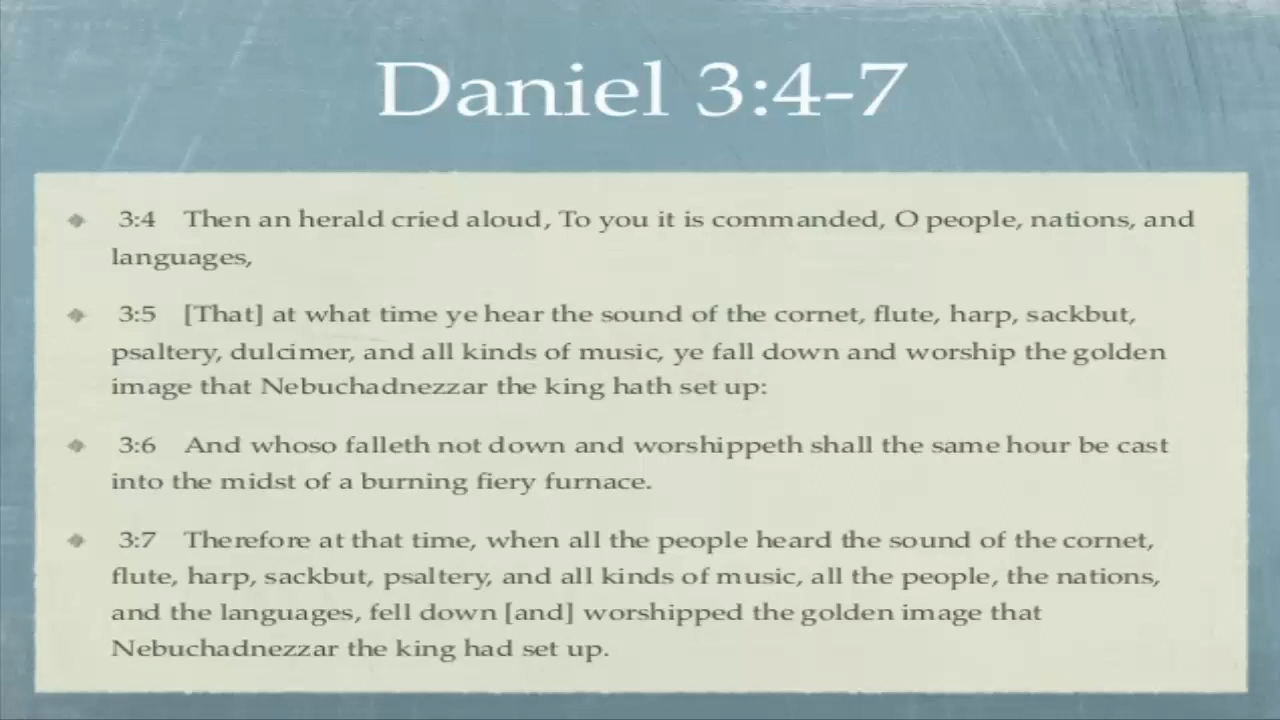 Daniel 3:4-7
3:4 Then an herald cried aloud, To you it is commanded, O people, nations, and
languages,
3:5 [That] at what time ye hear the sound of the cornet, flute, harp, sackbut,
psaltery, dulcimer, and all kinds of music, ye fall down and worship the golden
image that Nebuchadnezzar the king hath set up:
3:6 And whoso falleth not down and worshippeth shall the same hour be cast
into the midst of a burning fiery furnace.
3:7 Therefore at that time, when all the people heard the sound of the cornet,
flute, harp, sackbut, psaltery, and all kinds of music, all the people, the nations,
and the languages, fell down [and] worshipped the golden image that
Nebuchadnezzar the king had set up.